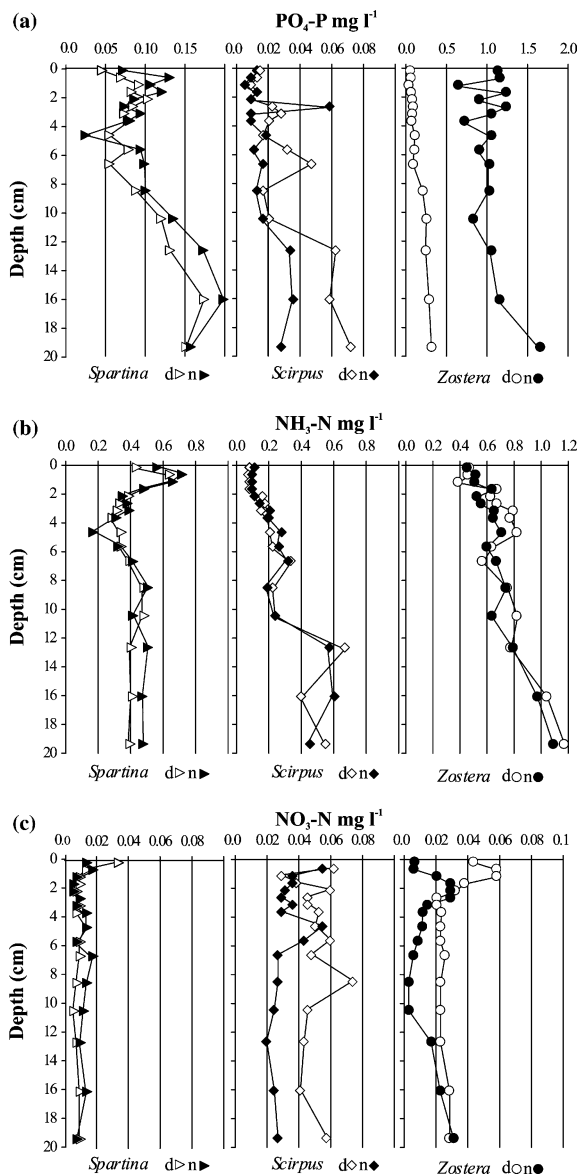 (a) PO₄-P mg l⁻¹
0.0 0.05 0.10 0.15 0.00 0.02 0.04 0.06 0.08 0.0 0.5 1.0 1.5 2.0
0
2
4
6
8
10
12
14
16
18
20
Depth (cm)
Spartina d▷n▶ Scirpus d◇n◆ Zostera d○n●
(b) NH₃-N mg l⁻¹
0.0 0.2 0.4 0.6 0.8 0.0 0.2 0.4 0.6 0.8 0.0 0.2 0.4 0.6 0.8 1.0 1.2
0
2
4
6
8
10
12
14
16
18
20
Depth (cm)
Spartina d▷n▶ Scirpus d◇n◆ Zostera d○n●
(c) NO₃-N mg l⁻¹
0.0 0.02 0.04 0.06 0.08 0.00 0.02 0.04 0.06 0.08 0.00 0.02 0.04 0.06 0.08 0.1
0
2
4
6
8
10
12
14
16
18
20
Depth (cm)
Spartina d▷n▶ Scirpus d◇n◆ Zostera d○n●